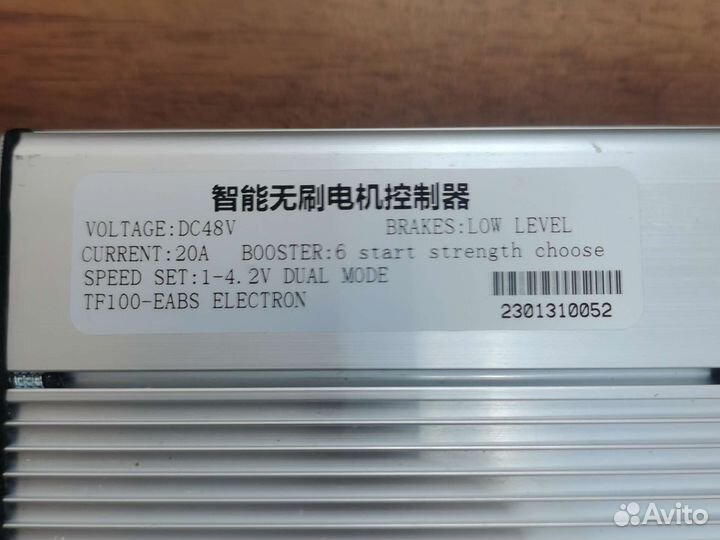 智能无刷电机控制器
VOLTAGE:DC48V BRAKES:LOW LEVEL
CURRENT:20A BOOSTER:6 start strength choose
SPEED SET:1-4.2V DUAL MODE
TF100-EABS ELECTRON
2301310052
Avito